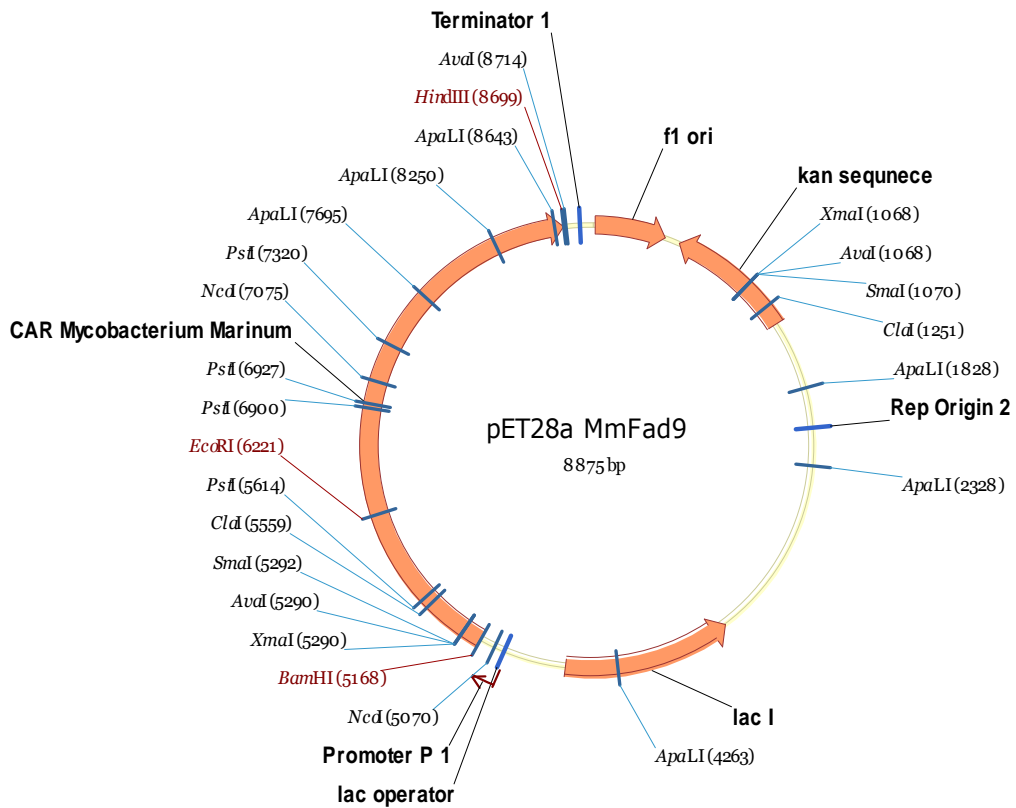 Terminator 1
AvaI (8714)
HindIII (8699)
ApaLI (8643)
f1 ori
ApaLI (8250)
kan sequnece
ApaLI (7695)
XmaI (1068)
PstI (7320)
AvaI (1068)
NcoI (7075)
SmaI (1070)
CAR Mycobacterium Marinum
ClaI (1251)
PstI (6927)
ApaLI (1828)
PstI (6900)
Rep Origin 2
pET28a MmFad9
8875 bp
EcoRI (6221)
ApaLI (2328)
PstI (5614)
ClaI (5559)
SmaI (5292)
AvaI (5290)
XmaI (5290)
BamHI (5168)
NcoI (5070)
lac I
Promoter P 1
ApaLI (4263)
lac operator